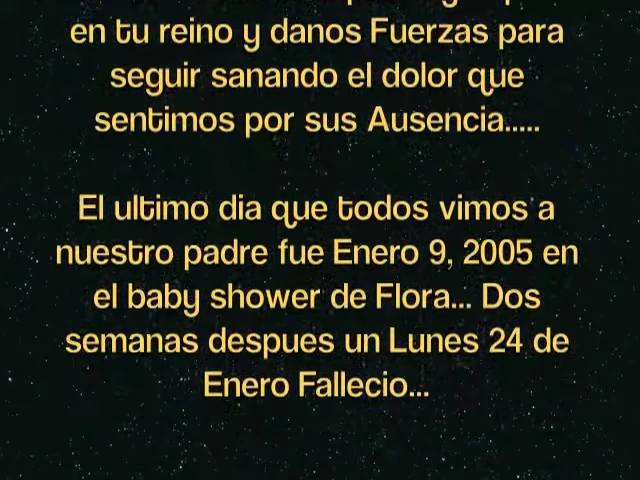 en tu reino y danos Fuerzas para
seguir sanando el dolor que
sentimos por sus Ausencia.....
El ultimo dia que todos vimos a
nuestro padre fue Enero 9, 2005 en
el baby shower de Flora... Dos
semanas despues un Lunes 24 de
Enero Fallecio...